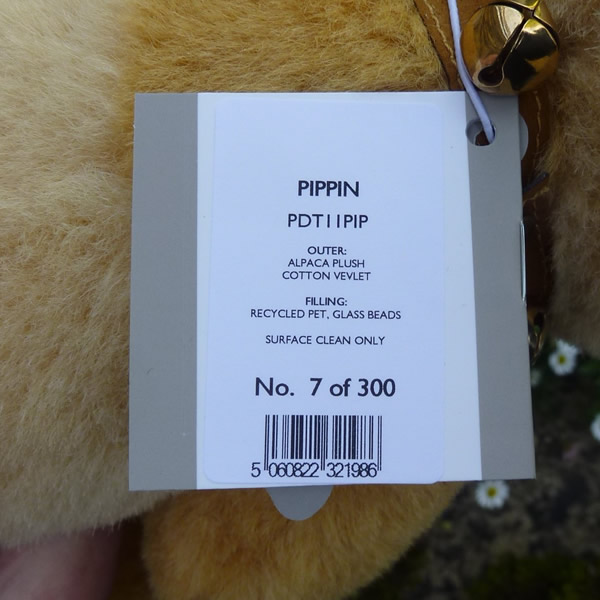 PIPPIN
PDT11PIP
OUTER:
ALPACA PLUSH
COTTON VEVLET
FILLING:
RECYCLED PET, GLASS BEADS
SURFACE CLEAN ONLY
No. 7 of 300
5 060822 321986